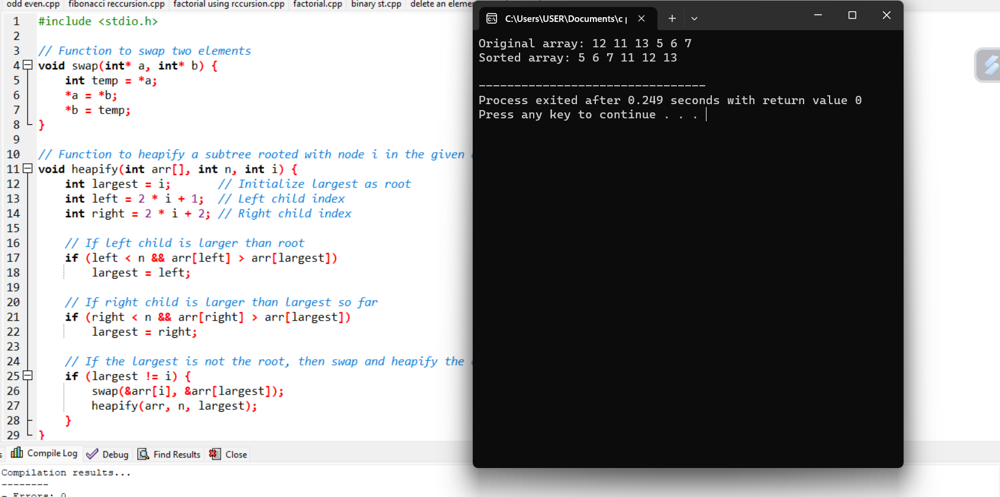 odd even.cpp fibonacci reccursion.cpp factorial using rccursion.cpp factorial.cpp binary st.cpp delete an
1 #include <stdio.h>
2
3 // Function to swap two elements
4 void swap(int* a, int* b) {
5 int temp = *a;
6 *a = *b;
7 *b = temp;
8 }
9
10 // Function to heapify a subtree rooted with node i in the given
11 void heapify(int arr[], int n, int i) {
12 int largest = i; // Initialize largest as root
13 int left = 2 * i + 1; // Left child index
14 int right = 2 * i + 2; // Right child index
15
16 // If left child is larger than root
17 if (left < n && arr[left] > arr[largest])
18 largest = left;
19
20 // If right child is larger than largest so far
21 if (right < n && arr[right] > arr[largest])
22 largest = right;
23
24 // If the largest is not the root, then swap and heapify the
25 if (largest != i) {
26 swap(&arr[i], &arr[largest]);
27 heapify(arr, n, largest);
28 }
29 }
Compile Log Debug Find Results Close
Compilation results...
--------
- Errors: 0
C:\Users\USER\Documents\c p
Original array: 12 11 13 5 6 7
Sorted array: 5 6 7 11 12 13
--------------------------------
Process exited after 0.249 seconds with return value 0
Press any key to continue . . .